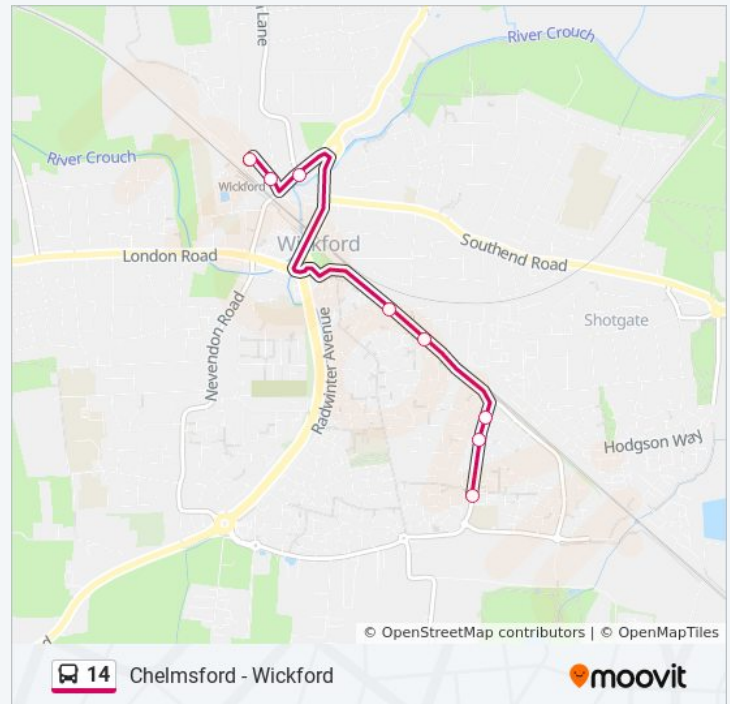 Lane
River Crouch
River Crouch
Wickford
Wickford
London Road
Southend Road
Nevendon Road
Radwinter Avenue
Shotgate
Hodgson Way
© OpenStreetMap contributors | © OpenMapTiles
14 Chelmsford - Wickford
moovit